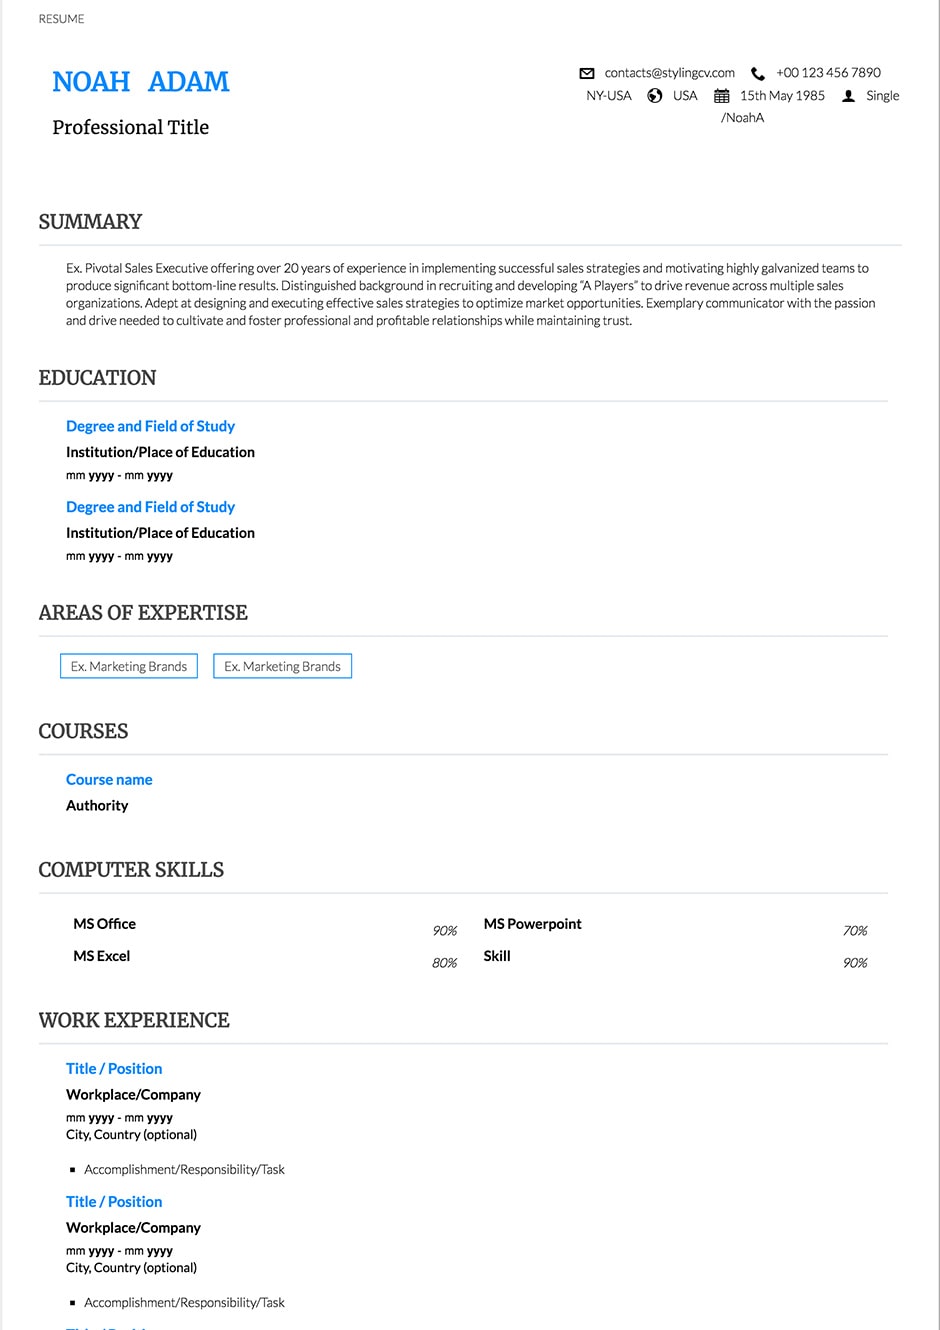 RESUME
NOAH ADAM
Professional Title
contacts@stylingcv.com +00 123 456 7890
NY-USA USA 15th May 1985 Single
/NoahA
SUMMARY
Ex. Pivotal Sales Executive offering over 20 years of experience in implementing successful sales strategies and motivating highly galvanized teams to
produce significant bottom-line results. Distinguished background in recruiting and developing “A Players” to drive revenue across multiple sales
organizations. Adept at designing and executing effective sales strategies to optimize market opportunities. Exemplary communicator with the passion
and drive needed to cultivate and foster professional and profitable relationships while maintaining trust.
EDUCATION
Degree and Field of Study
Institution/Place of Education
mm yyyy - mm yyyy
Degree and Field of Study
Institution/Place of Education
mm yyyy - mm yyyy
AREAS OF EXPERTISE
Ex. Marketing Brands Ex. Marketing Brands
COURSES
Course name
Authority
COMPUTER SKILLS
MS Office 90% MS Powerpoint 70%
MS Excel 80% Skill 90%
WORK EXPERIENCE
Title / Position
Workplace/Company
mm yyyy - mm yyyy
City, Country (optional)
▪ Accomplishment/Responsibility/Task
Title / Position
Workplace/Company
mm yyyy - mm yyyy
City, Country (optional)
▪ Accomplishment/Responsibility/Task